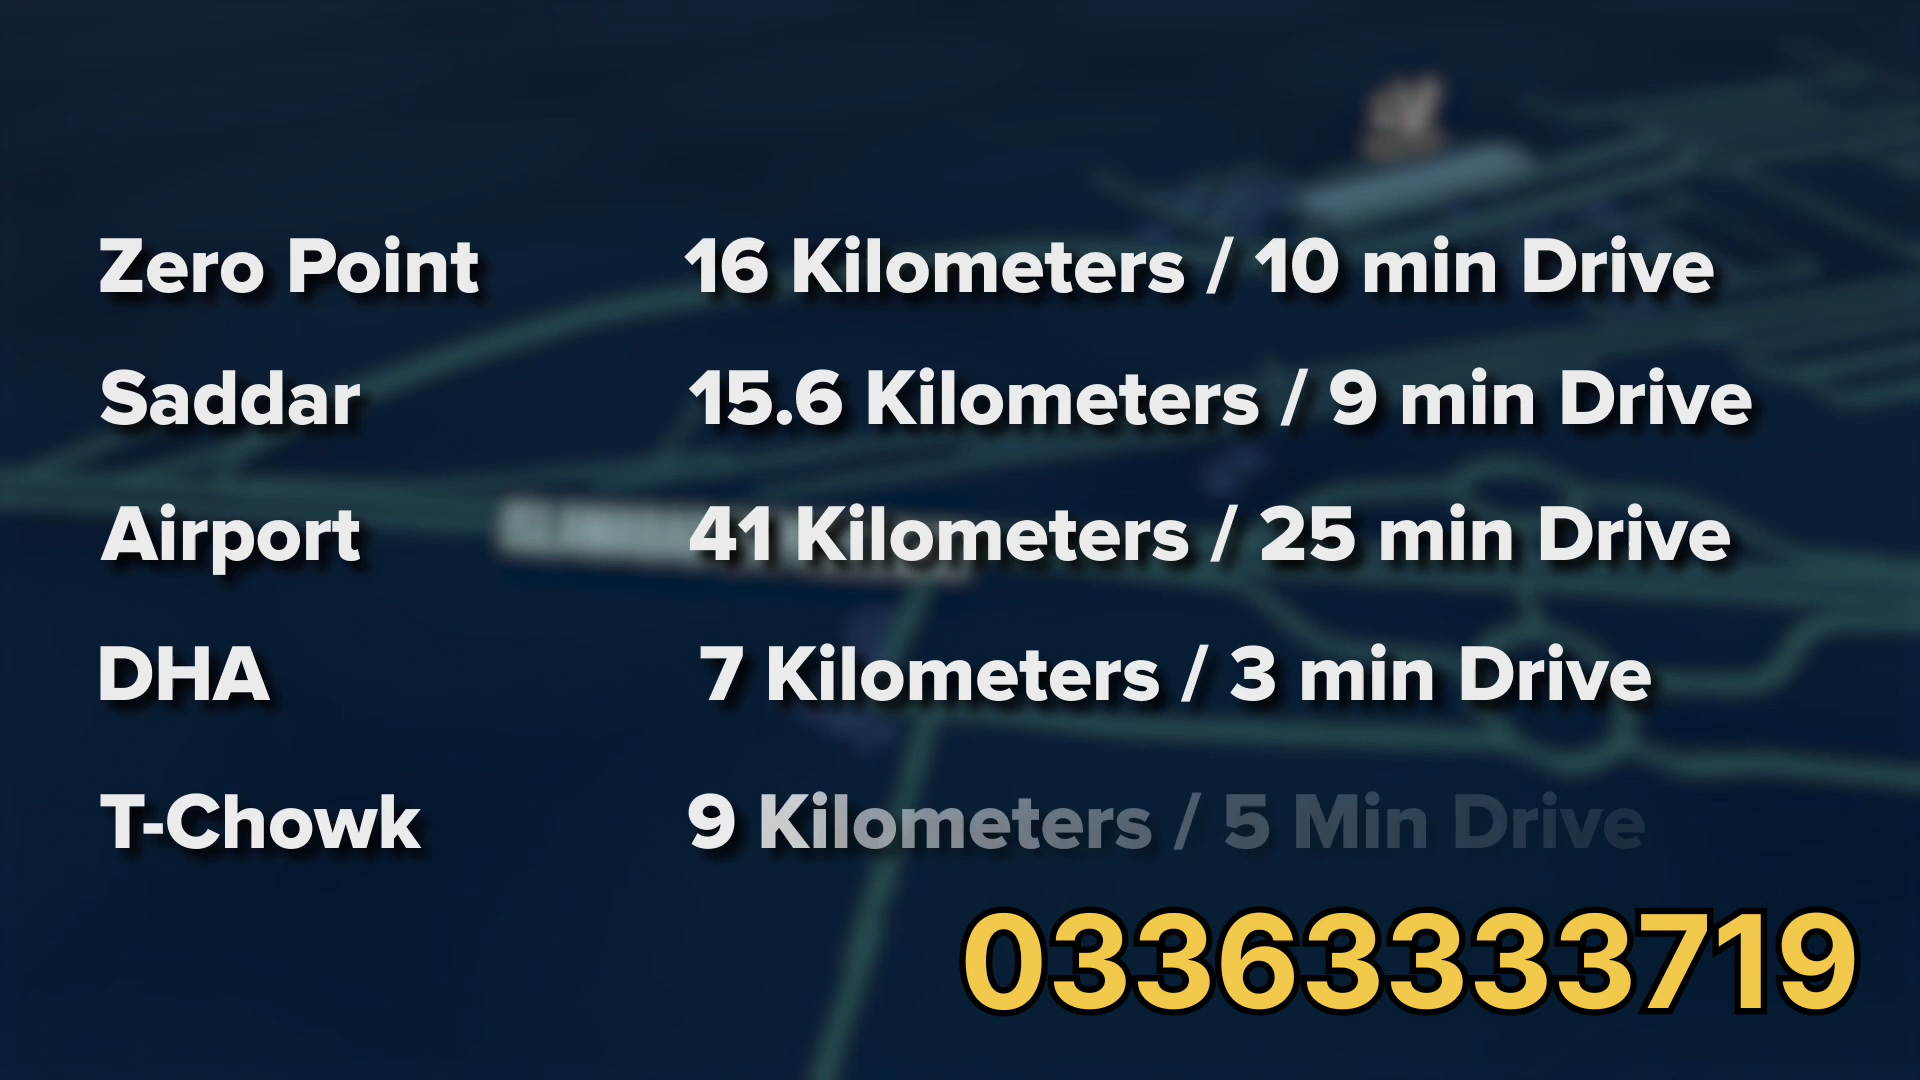 Zero Point 16 Kilometers / 10 min Drive
Saddar 15.6 Kilometers / 9 min Drive
Airport 41 Kilometers / 25 min Drive
DHA 7 Kilometers / 3 min Drive
T-Chowk 9 Kilometers / 5 Min Drive
03363333719